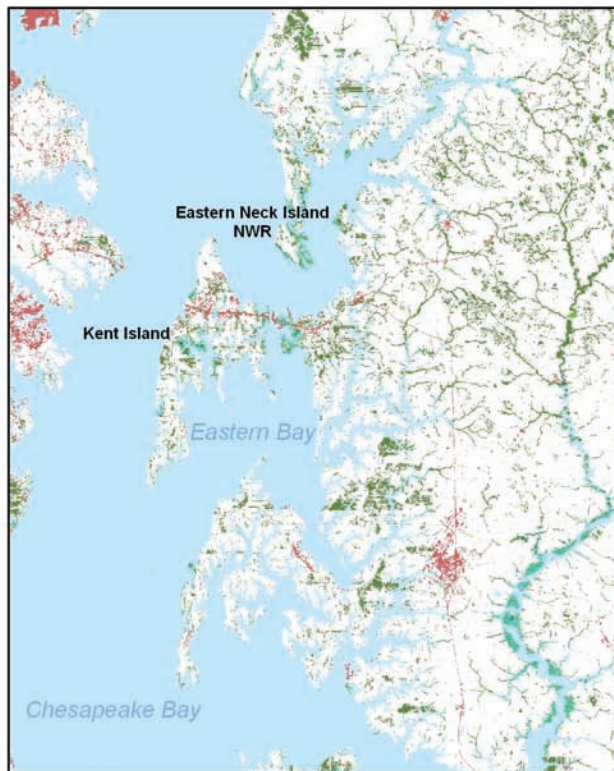 Eastern Neck Island
NWR
Kent Island
Eastern Bay
Chesapeake Bay